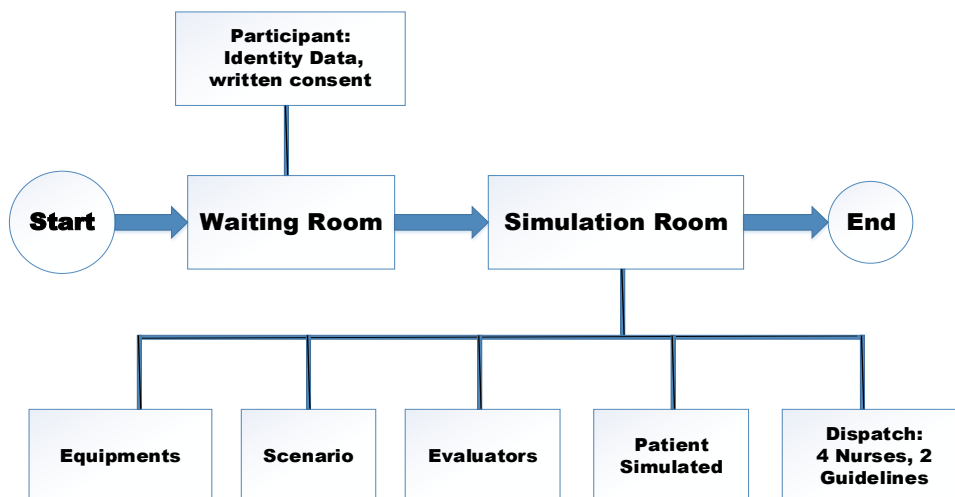 Participant:
Identity Data,
written consent
Start
Waiting Room
Simulation Room
End
Equipments
Scenario
Evaluators
Patient
Simulated
Dispatch:
4 Nurses, 2
Guidelines